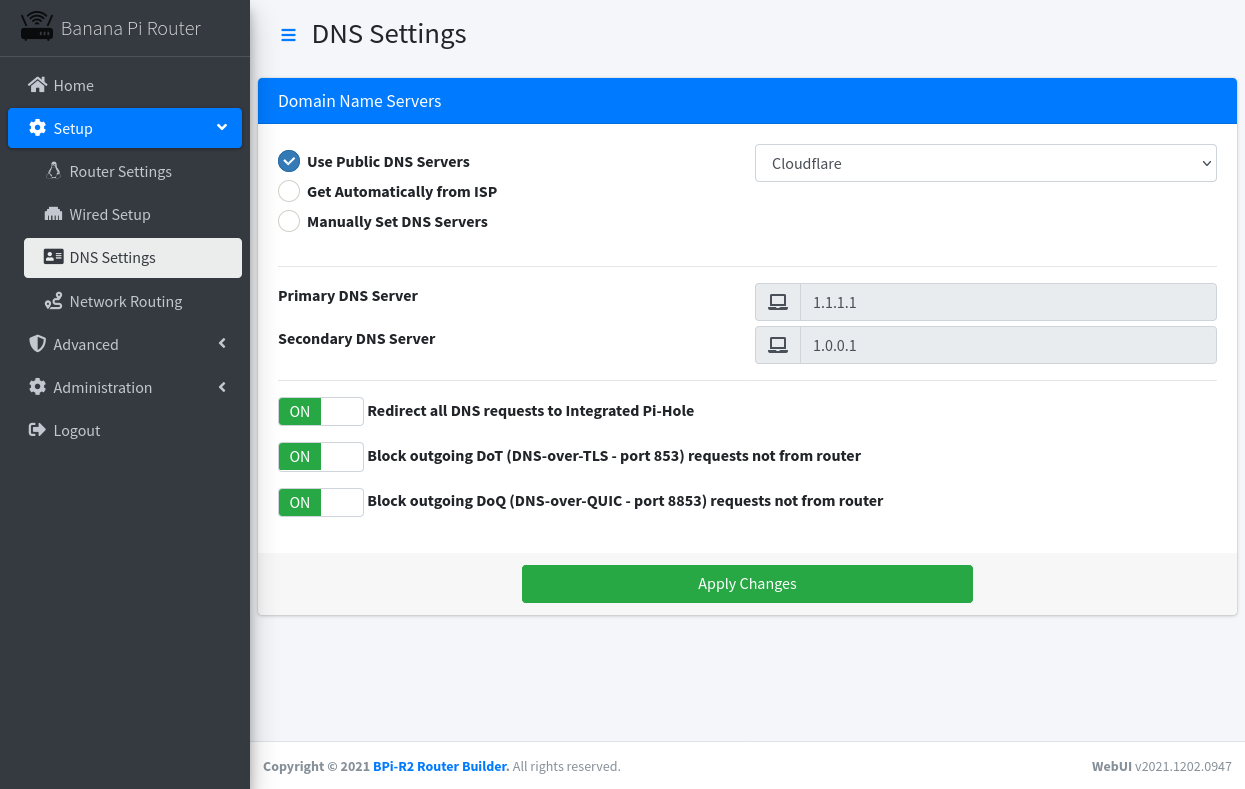 Banana Pi Router
Home
Setup
Router Settings
Wired Setup
DNS Settings
Network Routing
Advanced
Administration
Logout
DNS Settings
Domain Name Servers
Use Public DNS Servers
Cloudflare
Get Automatically from ISP
Manually Set DNS Servers
Primary DNS Server
1.1.1.1
Secondary DNS Server
1.0.0.1
ON Redirect all DNS requests to Integrated Pi-Hole
ON Block outgoing DoT (DNS-over-TLS - port 853) requests not from router
ON Block outgoing DoQ (DNS-over-QUIC - port 8853) requests not from router
Apply Changes
Copyright © 2021 BPi-R2 Router Builder. All rights reserved.
WebUI v2021.1202.0947